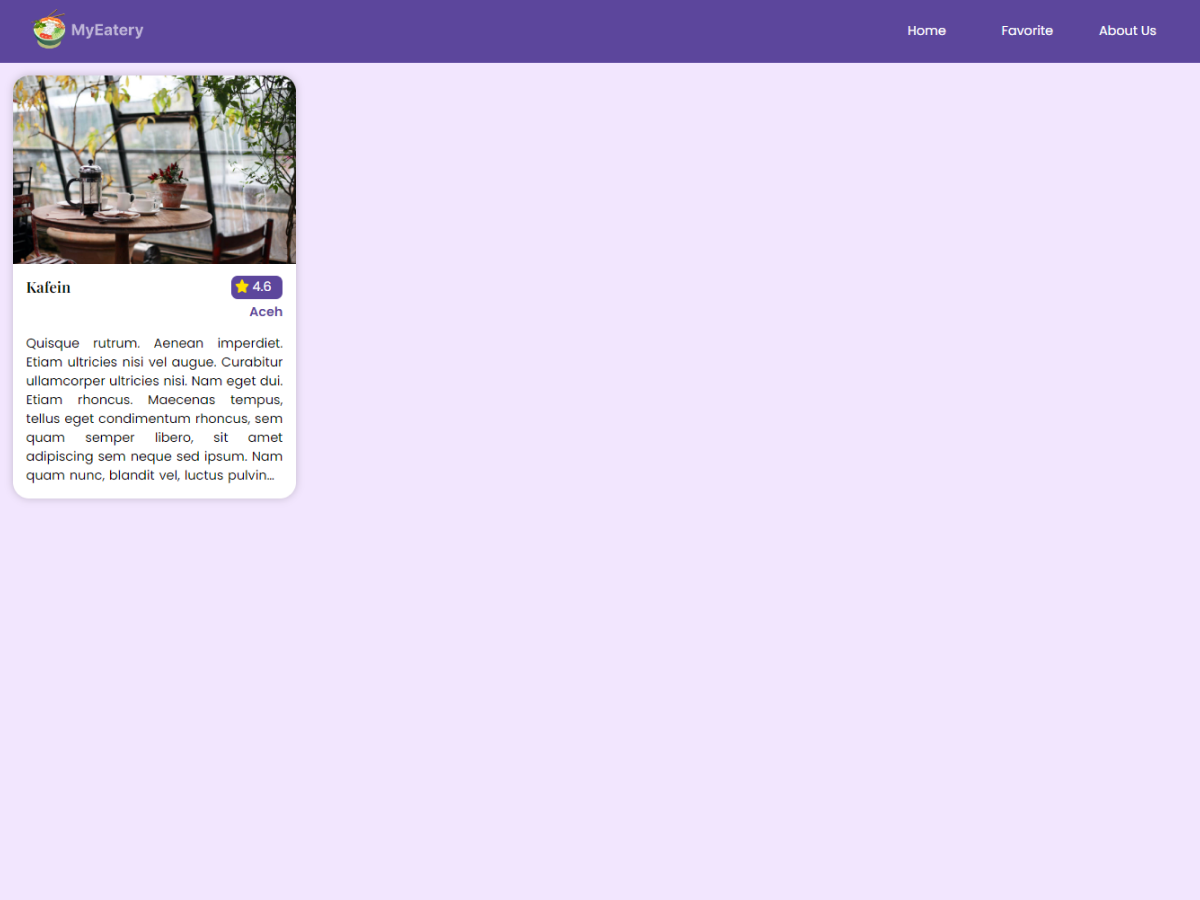 MyEatery
Home
Favorite
About Us
Kafein
4.6
Aceh
Quisque rutrum. Aenean imperdiet.
Etiam ultricies nisi vel augue. Curabitur
ullamcorper ultricies nisi. Nam eget dui.
Etiam rhoncus. Maecenas tempus,
tellus eget condimentum rhoncus, sem
quam semper libero, sit amet
adipiscing sem neque sed ipsum. Nam
quam nunc, blandit vel, luctus pulvin...